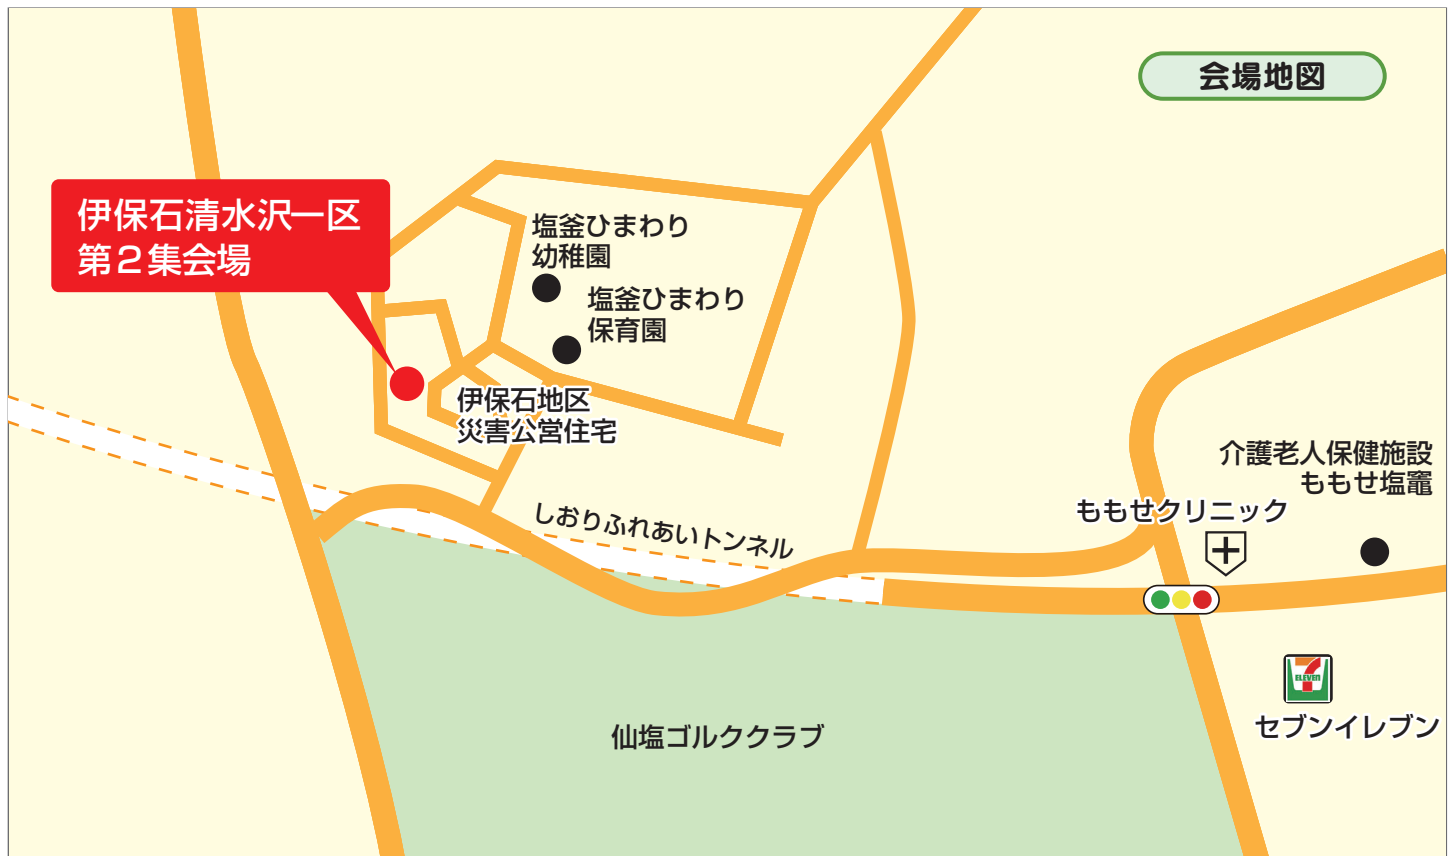 会場地図
伊保石清水沢一区
第２集会場
塩釜ひまわり
幼稚園
塩釜ひまわり
保育園
伊保石地区
災害公営住宅
しおりふれあいトンネル
介護老人保健施設
ももせ塩竈
ももせクリニック
7
ELEVEN
セブンイレブン
仙塩ゴルククラブ